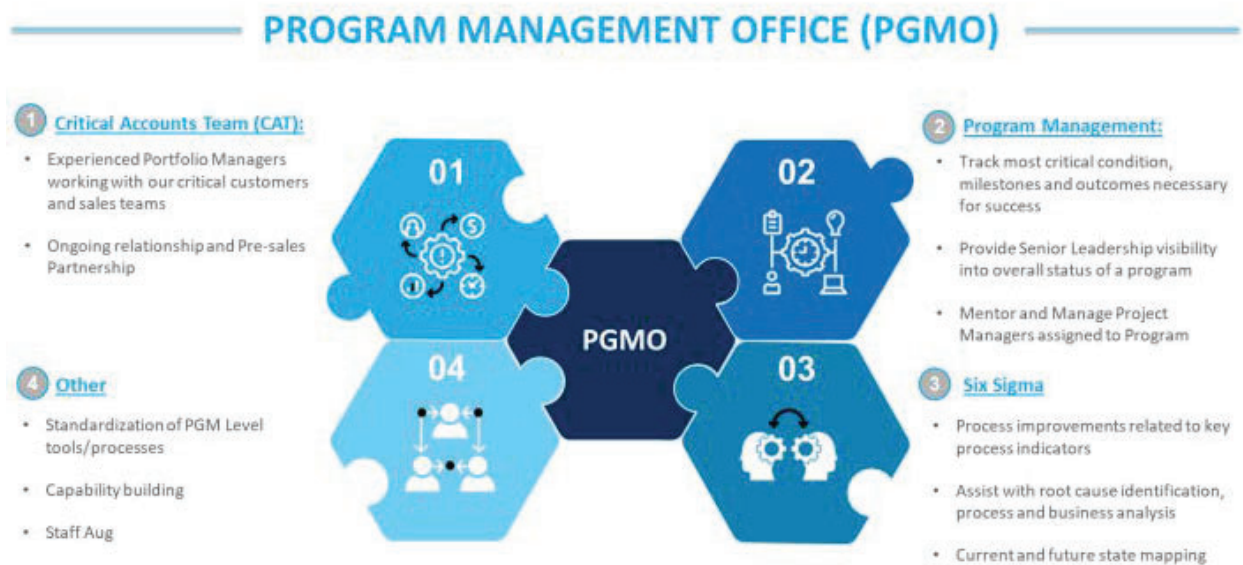 PROGRAM MANAGEMENT OFFICE (PGMO)
1 Critical Accounts Team (CAT):
• Experienced Portfolio Managers
working with our critical customers
and sales teams
• Ongoing relationship and Pre-sales
Partnership
2 Program Management:
• Track most critical condition,
milestones and outcomes necessary
for success
• Provide Senior Leadership visibility
into overall status of a program
• Mentor and Manage Project
Managers assigned to Program
01
02
PGMO
04
03
4 Other
• Standardization of PGM Level
tools/processes
• Capability building
• Staff Aug
3 Six Sigma
• Process improvements related to key
process indicators
• Assist with root cause identification,
process and business analysis
• Current and future state mapping